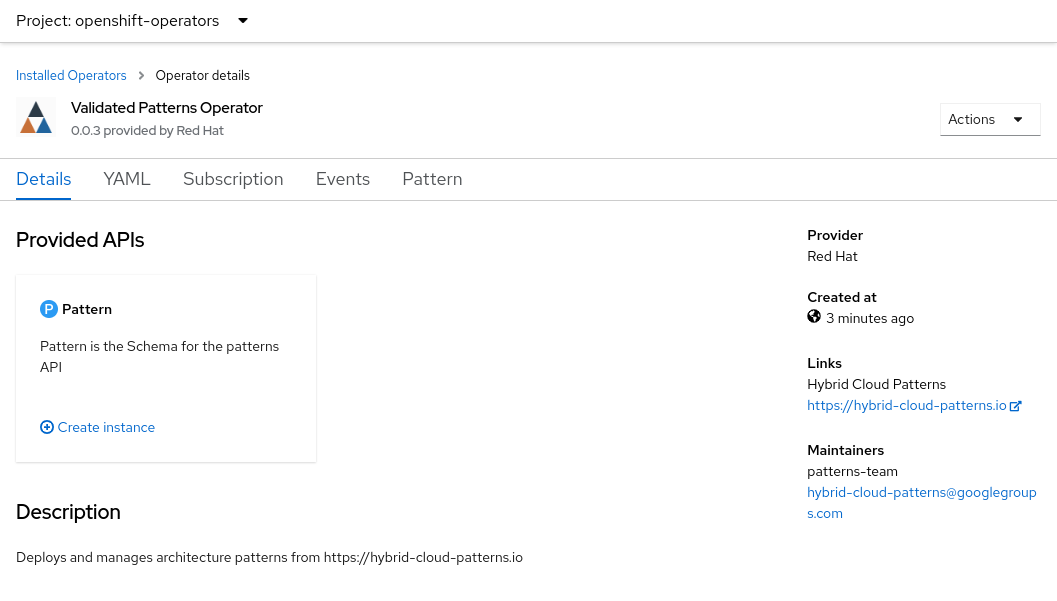 Project: openshift-operators
Installed Operators > Operator details
Validated Patterns Operator
0.0.3 provided by Red Hat
Actions
Details YAML Subscription Events Pattern
Provided APIs
P Pattern
Pattern is the Schema for the patterns
API
Create instance
Description
Deploys and manages architecture patterns from https://hybrid-cloud-patterns.io
Provider
Red Hat
Created at
3 minutes ago
Links
Hybrid Cloud Patterns
https://hybrid-cloud-patterns.io
Maintainers
patterns-team
hybrid-cloud-patterns@googlegroup
s.com